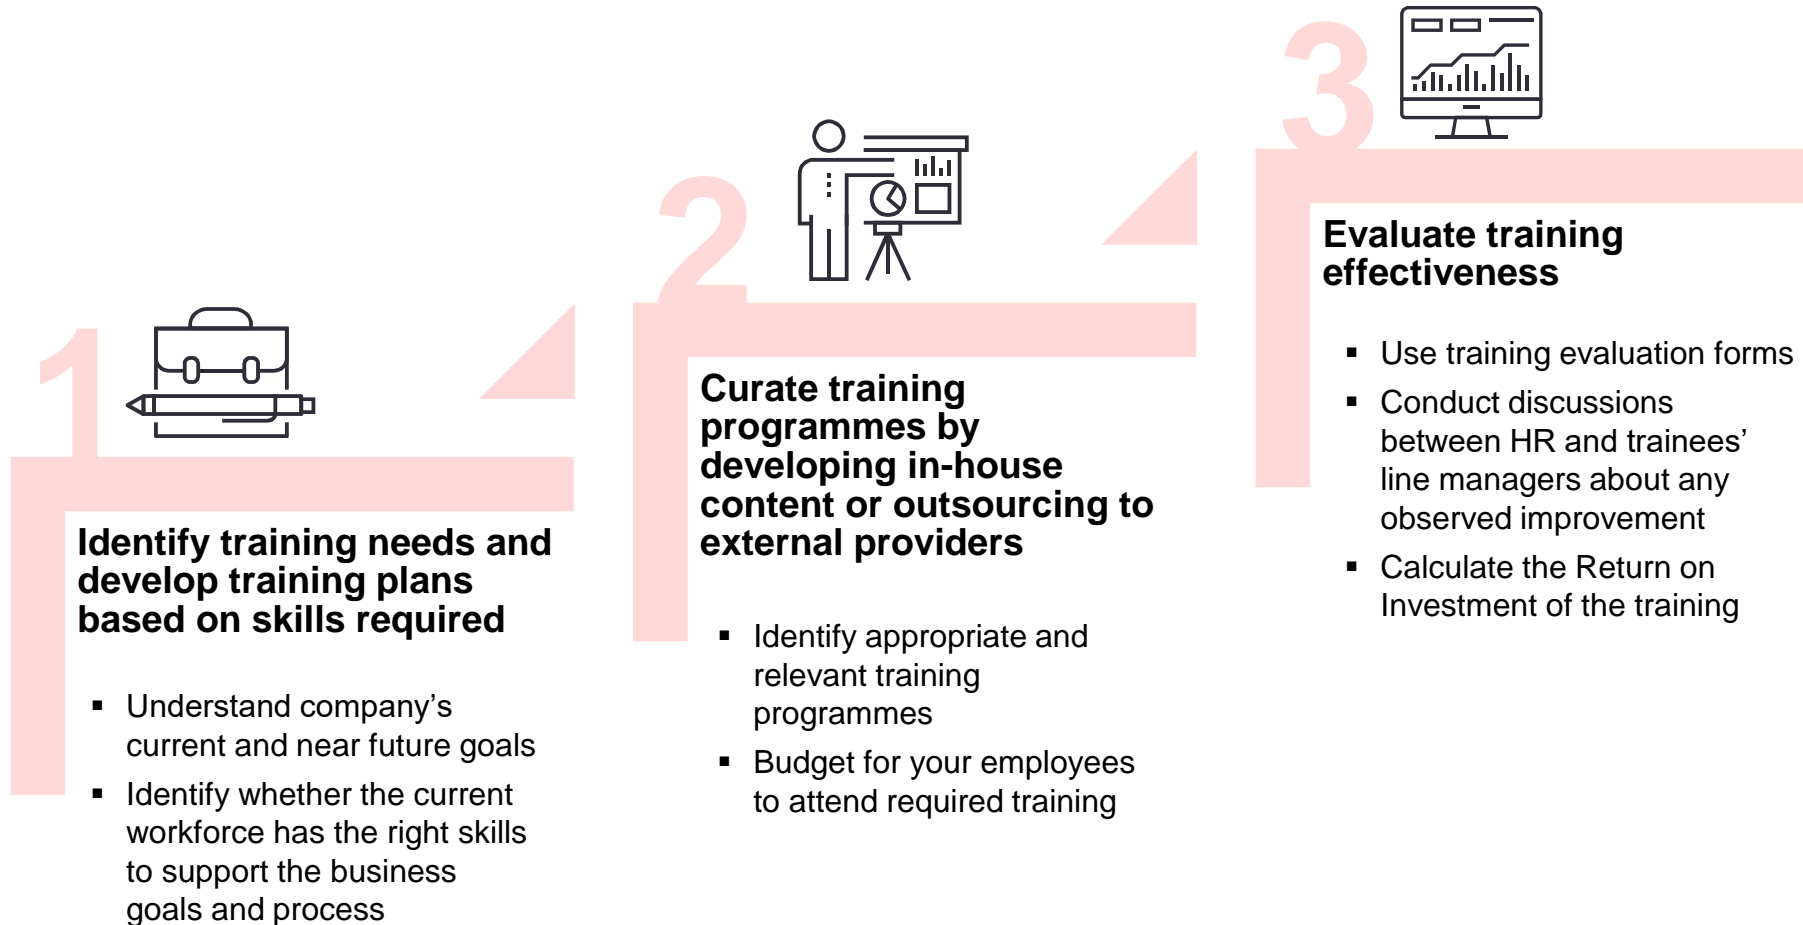 1
Identify training needs and
develop training plans
based on skills required
▪ Understand company’s
current and near future goals
▪ Identify whether the current
workforce has the right skills
to support the business
goals and process
2
Curate training
programmes by
developing in-house
content or outsourcing to
external providers
▪ Identify appropriate and
relevant training
programmes
▪ Budget for your employees
to attend required training
3
Evaluate training
effectiveness
▪ Use training evaluation forms
▪ Conduct discussions
between HR and trainees’
line managers about any
observed improvement
▪ Calculate the Return on
Investment of the training